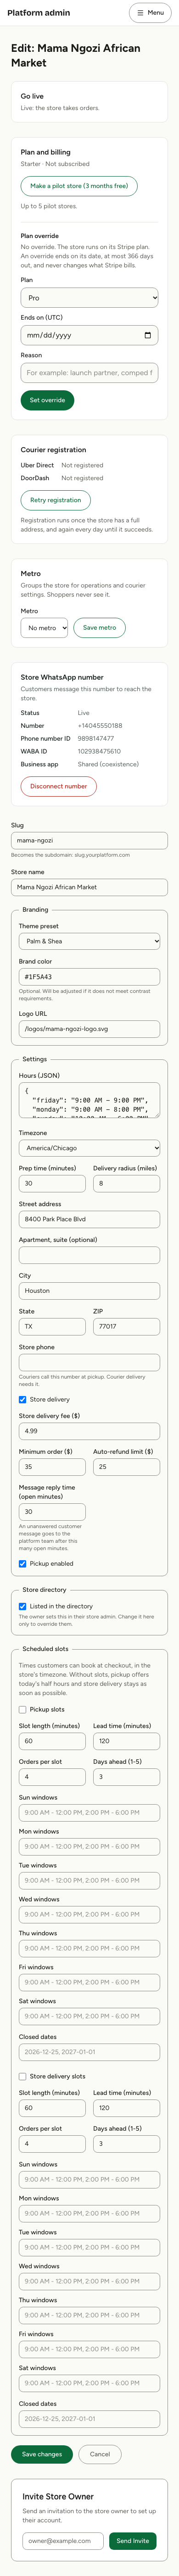 Platform admin
Menu
Edit: Mama Ngozi African
Market
Go live
Live: the store takes orders.
Plan and billing
Starter · Not subscribed
Make a pilot store (3 months free)
Up to 5 pilot stores.
Plan override
No override. The store runs on its Stripe plan.
An override ends on its date, at most 366 days
out, and never changes what Stripe bills.
Plan
Pro
Ends on (UTC)
mm/dd/yyyy
Reason
For example: launch partner, comped f
Set override
Courier registration
Uber Direct Not registered
DoorDash Not registered
Retry registration
Registration runs once the store has a full
address, and again every day until it succeeds.
Metro
Groups the store for operations and courier
settings. Shoppers never see it.
Metro
No metro
Save metro
Store WhatsApp number
Customers message this number to reach the
store.
Status Live
Number +14045550188
Phone number ID 9898147477
WABA ID 102938475610
Business app Shared (coexistence)
Disconnect number
Slug
mama-ngozi
Becomes the subdomain: slug.yourplatform.com
Store name
Mama Ngozi African Market
Branding
Theme preset
Palm & Shea
Brand color
#1F5A43
Optional. Will be adjusted if it does not meet contrast
requirements.
Logo URL
/logos/mama-ngozi-logo.svg
Settings
Hours (JSON)
{
"friday": "9:00 AM – 9:00 PM",
"monday": "9:00 AM – 8:00 PM",
Timezone
America/Chicago
Prep time (minutes) Delivery radius (miles)
30 8
Street address
8400 Park Place Blvd
Apartment, suite (optional)
City
Houston
State ZIP
TX 77017
Store phone
Couriers call this number at pickup. Courier delivery
needs it.
Store delivery
Store delivery fee ($)
4.99
Minimum order ($) Auto-refund limit ($)
35 25
Message reply time
(open minutes)
30
An unanswered customer
message goes to the
platform team after this
many open minutes.
Pickup enabled
Store directory
Listed in the directory
The owner sets this in their store admin. Change it here
only to override them.
Scheduled slots
Times customers can book at checkout, in the
store's timezone. Without slots, pickup offers
today's half hours and store delivery stays as
soon as possible.
Pickup slots
Slot length (minutes) Lead time (minutes)
60 120
Orders per slot Days ahead (1-5)
4 3
Sun windows
9:00 AM - 12:00 PM, 2:00 PM - 6:00 PM
Mon windows
9:00 AM - 12:00 PM, 2:00 PM - 6:00 PM
Tue windows
9:00 AM - 12:00 PM, 2:00 PM - 6:00 PM
Wed windows
9:00 AM - 12:00 PM, 2:00 PM - 6:00 PM
Thu windows
9:00 AM - 12:00 PM, 2:00 PM - 6:00 PM
Fri windows
9:00 AM - 12:00 PM, 2:00 PM - 6:00 PM
Sat windows
9:00 AM - 12:00 PM, 2:00 PM - 6:00 PM
Closed dates
2026-12-25, 2027-01-01
Store delivery slots
Slot length (minutes) Lead time (minutes)
60 120
Orders per slot Days ahead (1-5)
4 3
Sun windows
9:00 AM - 12:00 PM, 2:00 PM - 6:00 PM
Mon windows
9:00 AM - 12:00 PM, 2:00 PM - 6:00 PM
Tue windows
9:00 AM - 12:00 PM, 2:00 PM - 6:00 PM
Wed windows
9:00 AM - 12:00 PM, 2:00 PM - 6:00 PM
Thu windows
9:00 AM - 12:00 PM, 2:00 PM - 6:00 PM
Fri windows
9:00 AM - 12:00 PM, 2:00 PM - 6:00 PM
Sat windows
9:00 AM - 12:00 PM, 2:00 PM - 6:00 PM
Closed dates
2026-12-25, 2027-01-01
Save changes
Cancel
Invite Store Owner
Send an invitation to the store owner to set up
their account.
owner@example.com
Send Invite